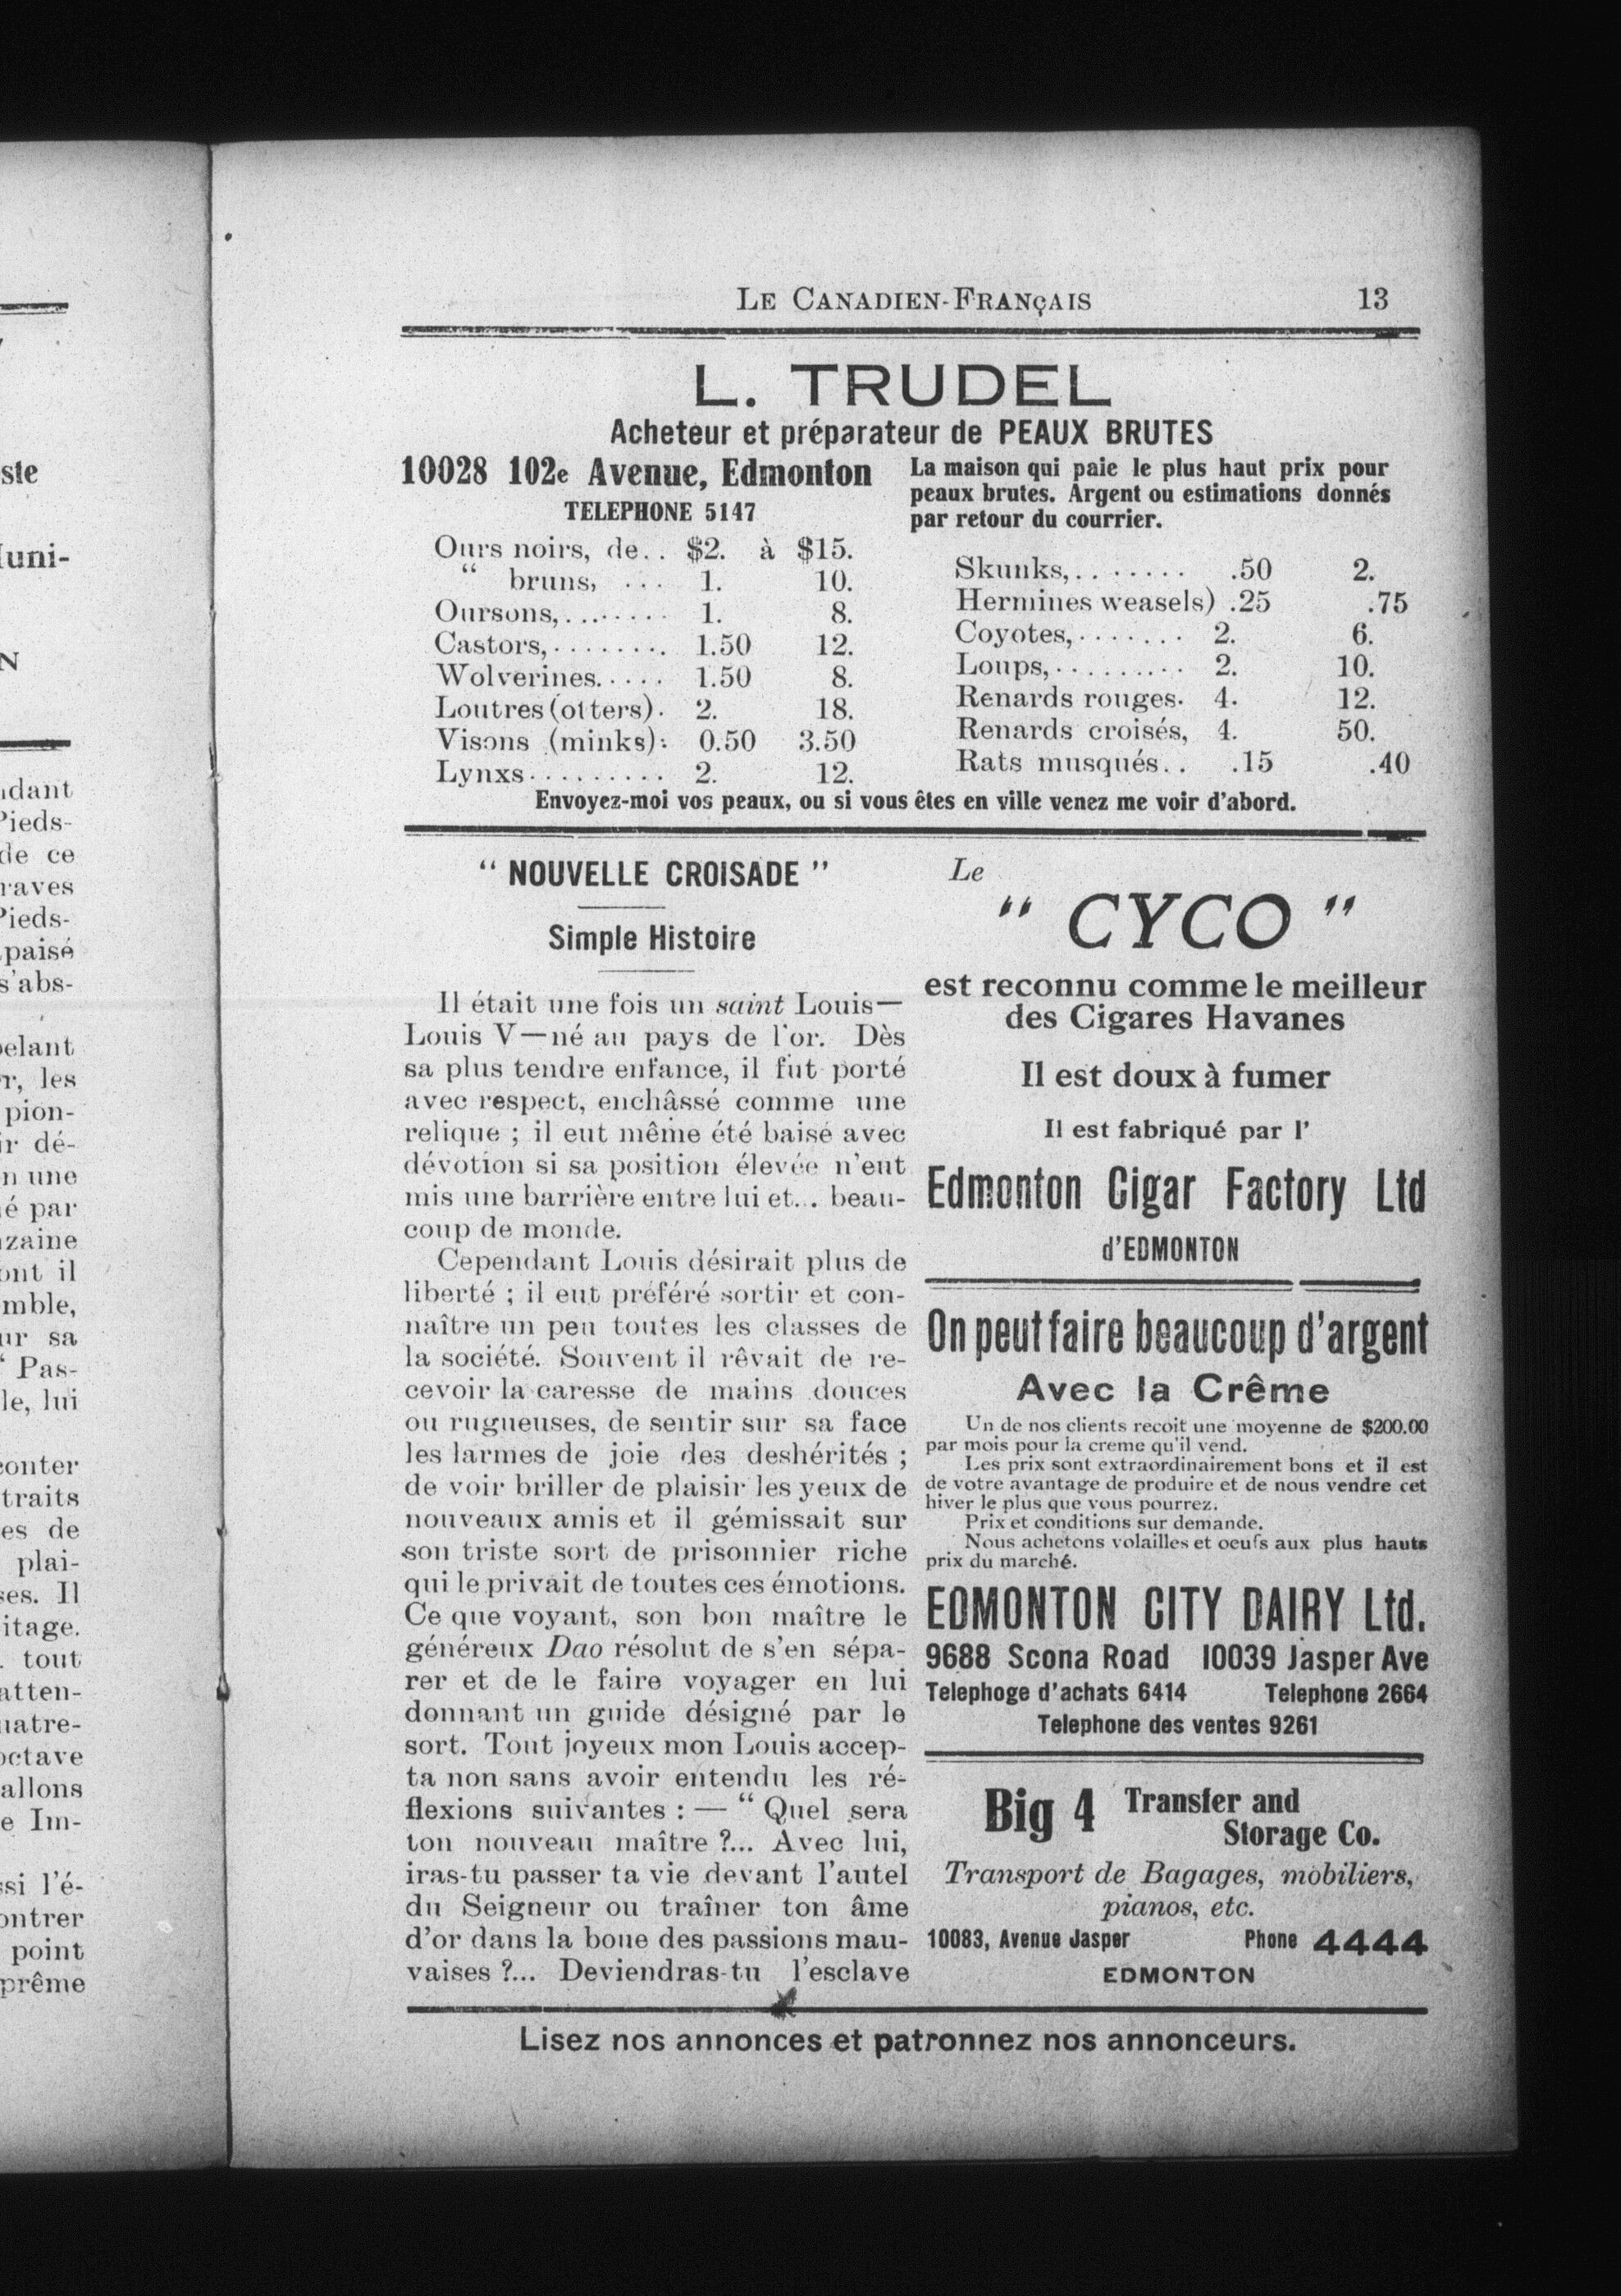 LE CANADIEN-FRANçAIS 13
L. TRUDEL
Acheteur et préparateur de PEAUX BRUTES
10028 102e Avenue, Edmonton
TELEPHONE 5147
La maison qui paie le plus haut prix pour
peaux brutes. Argent ou estimations donnés
par retour du courrier.
Ours noirs, de.. $2. à $15.
“ bruns, ... 1. 10.
Oursons,........ 1. 8.
Castors,........ 1.50 12.
Wolverines..... 1.50 8.
Loutres (otters). 2. 18.
Visons (minks): 0.50 3.50
Lynxs......... 2. 12.
Skunks,....... .50 2.
Hermines weasels) .25 .75
Coyotes,....... 2. 6.
Loups,......... 2. 10.
Renards rouges. 4. 12.
Renards croisés, 4. 50.
Rats musqués.. .15 .40
Envoyez-moi vos peaux, ou si vous êtes en ville venez me voir d’abord.
“ NOUVELLE CROISADE ”
Simple Histoire
Il était une fois un saint Louis—
Louis V—né au pays de l'or. Dès
sa plus tendre enfance, il fut porté
avec respect, enchâssé comme une
relique ; il eut même été baisé avec
dévotion si sa position élevée n'eut
mis une barrière entre lui et... beau-
coup de monde.
Cependant Louis désirait plus de
liberté ; il eut préféré sortir et con-
naître un peu toutes les classes de
la société. Souvent il rêvait de re-
cevoir la caresse de mains douces
ou rugueuses, de sentir sur sa face
les larmes de joie des deshérités ;
de voir briller de plaisir les yeux de
nouveaux amis et il gémissait sur
son triste sort de prisonnier riche
qui le privait de toutes ces émotions.
Ce que voyant, son bon maître le
généreux Dao résolut de s'en sépa-
rer et de le faire voyager en lui
donnant un guide désigné par le
sort. Tout joyeux mon Louis accep-
ta non sans avoir entendu les ré-
flexions suivantes : — “ Quel sera
ton nouveau maître ?... Avec lui,
iras-tu passer ta vie devant l'autel
du Seigneur ou traîner ton âme
d'or dans la boue des passions mau-
vaises ?... Deviendras-tu l'esclave
Le
“ CYCO ”
est reconnu comme le meilleur
des Cigares Havanes
Il est doux à fumer
Il est fabriqué par l’
Edmonton Cigar Factory Ltd
d’EDMONTON
On peut faire beaucoup d’argent
Avec la Crême
Un de nos clients recoit une moyenne de $200.00
par mois pour la creme qu'il vend.
Les prix sont extraordinairement bons et il est
de votre avantage de produire et de nous vendre cet
hiver le plus que vous pourrez.
Prix et conditions sur demande.
Nous achetons volailles et oeufs aux plus hauts
prix du marché.
EDMONTON CITY DAIRY Ltd.
9688 Scona Road 10039 Jasper Ave
Telephoge d’achats 6414 Telephone 2664
Telephone des ventes 9261
Big 4 Transfer and
Storage Co.
Transport de Bagages, mobiliers,
pianos, etc.
10083, Avenue Jasper Phone 4444
EDMONTON
Lisez nos annonces et patronnez nos annonceurs.